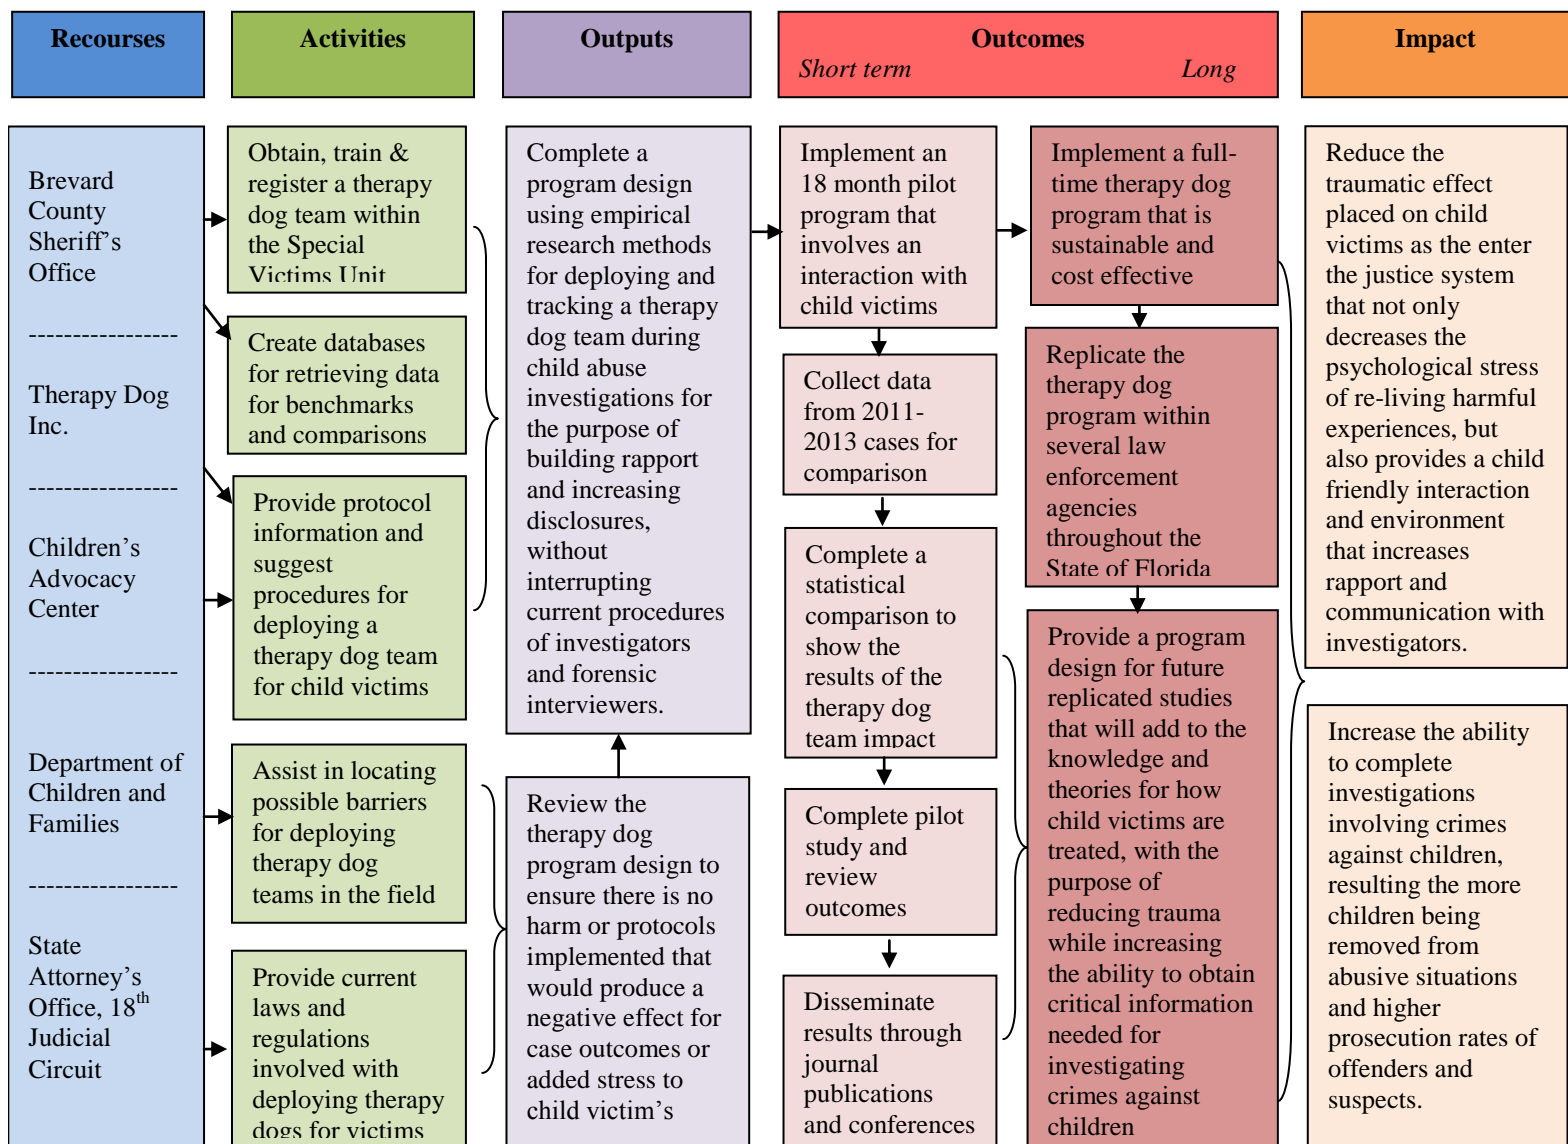 Recourses
Activities
Outputs
Outcomes
Short term
Long
Impact
Brevard
County
Sheriff's
Office
------------------
Therapy Dog
Inc.
------------------
Children's
Advocacy
Center
------------------
Department of
Children and
Families
------------------
State
Attorney's
Office, 18th
Judicial
Circuit
Obtain, train &
register a therapy
dog team within
the Special
Victims Unit
Create databases
for retrieving data
for benchmarks
and comparisons
Provide protocol
information and
suggest
procedures for
deploying a
therapy dog team
for child victims
Assist in locating
possible barriers
for deploying
therapy dog
teams in the field
Provide current
laws and
regulations
involved with
deploying therapy
dogs for victims
Complete a
program design
using empirical
research methods
for deploying and
tracking a therapy
dog team during
child abuse
investigations for
the purpose of
building rapport
and increasing
disclosures,
without
interrupting
current procedures
of investigators
and forensic
interviewers.
Review the
therapy dog
program design to
ensure there is no
harm or protocols
implemented that
would produce a
negative effect for
case outcomes or
added stress to
child victim's
Implement an
18 month pilot
program that
involves an
interaction with
child victims
Collect data
from 2011-
2013 cases for
comparison
Complete a
statistical
comparison to
show the
results of the
therapy dog
team impact
Complete pilot
study and
review
outcomes
Disseminate
results through
journal
publications
and conferences
Implement a full-
time therapy dog
program that is
sustainable and
cost effective
Replicate the
therapy dog
program within
several law
enforcement
agencies
throughout the
State of Florida
Provide a program
design for future
replicated studies
that will add to the
knowledge and
theories for how
child victims are
treated, with the
purpose of
reducing trauma
while increasing
the ability to obtain
critical information
needed for
investigating
crimes against
children
Reduce the
traumatic effect
placed on child
victims as the enter
the justice system
that not only
decreases the
psychological stress
of re-living harmful
experiences, but
also provides a child
friendly interaction
and environment
that increases
rapport and
communication with
investigators.
Increase the ability
to complete
investigations
involving crimes
against children,
resulting the more
children being
removed from
abusive situations
and higher
prosecution rates of
offenders and
suspects.